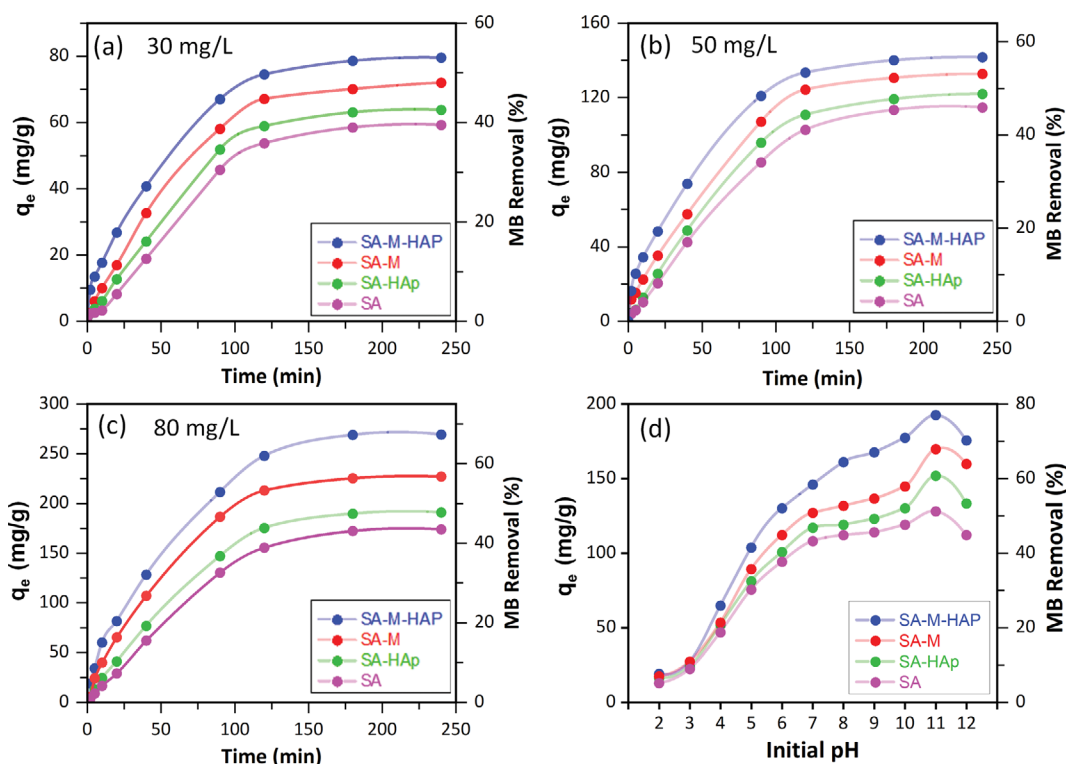 (a) 30 mg/L
80
60
40
20
0
qe (mg/g)
60
40
20
0
MB Removal (%)
SA-M-HAP
SA-M
SA-HAp
SA
0 50 100 150 200 250
Time (min)
(b) 50 mg/L
160
120
80
40
0
qe (mg/g)
60
40
20
0
MB Removal (%)
SA-M-HAP
SA-M
SA-HAp
SA
0 50 100 150 200 250
Time (min)
(c) 80 mg/L
300
250
200
150
100
50
0
qe (mg/g)
60
40
20
0
MB Removal (%)
SA-M-HAP
SA-M
SA-HAp
SA
0 50 100 150 200 250
Time (min)
(d)
200
150
100
50
0
qe (mg/g)
80
60
40
20
0
MB Removal (%)
SA-M-HAP
SA-M
SA-HAp
SA
2 3 4 5 6 7 8 9 10 11 12
Initial pH